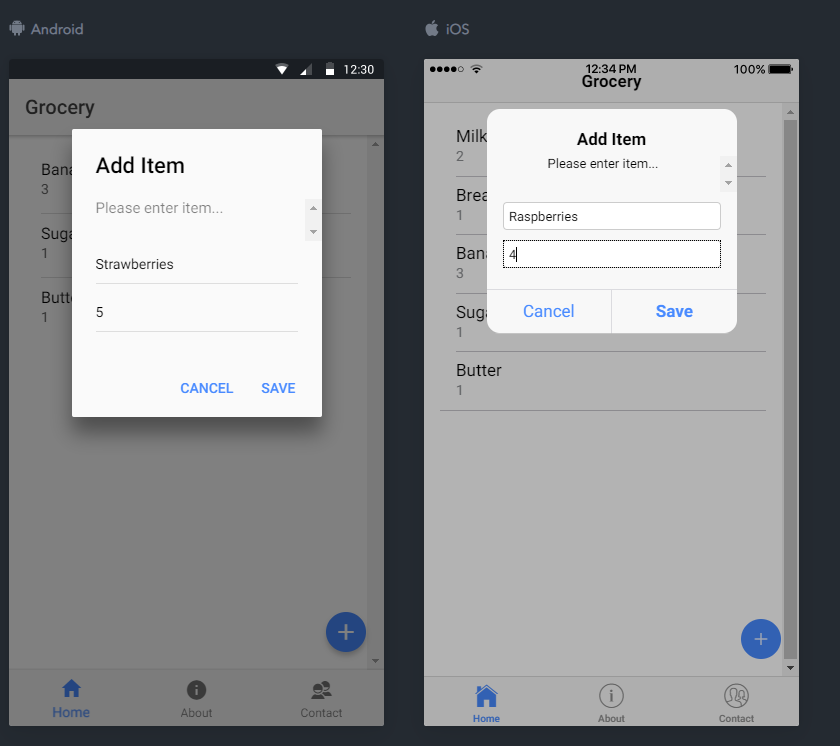 Android
12:30
Grocery
Add Item
Please enter item...
Strawberries
5
CANCEL SAVE
Bana
3
Suga
1
Butt
1
Home About Contact
iOS
12:34 PM 100%
Grocery
Add Item
Please enter item...
Raspberries
4
Cancel Save
Milk
2
Brea
1
Bana
3
Suga
1
Butter
1
Home About Contact